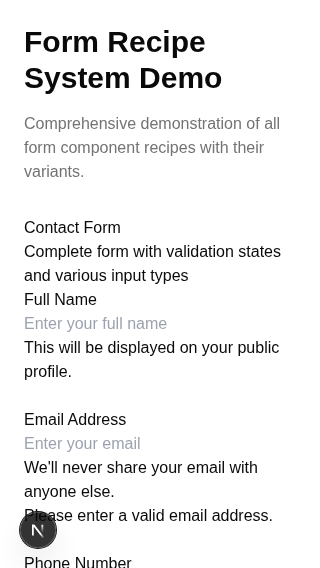 Form Recipe
System Demo
Comprehensive demonstration of all
form component recipes with their
variants.
Contact Form
Complete form with validation states
and various input types
Full Name
Enter your full name
This will be displayed on your public
profile.
Email Address
Enter your email
We'll never share your email with
anyone else.
Please enter a valid email address.
N
Phone Number